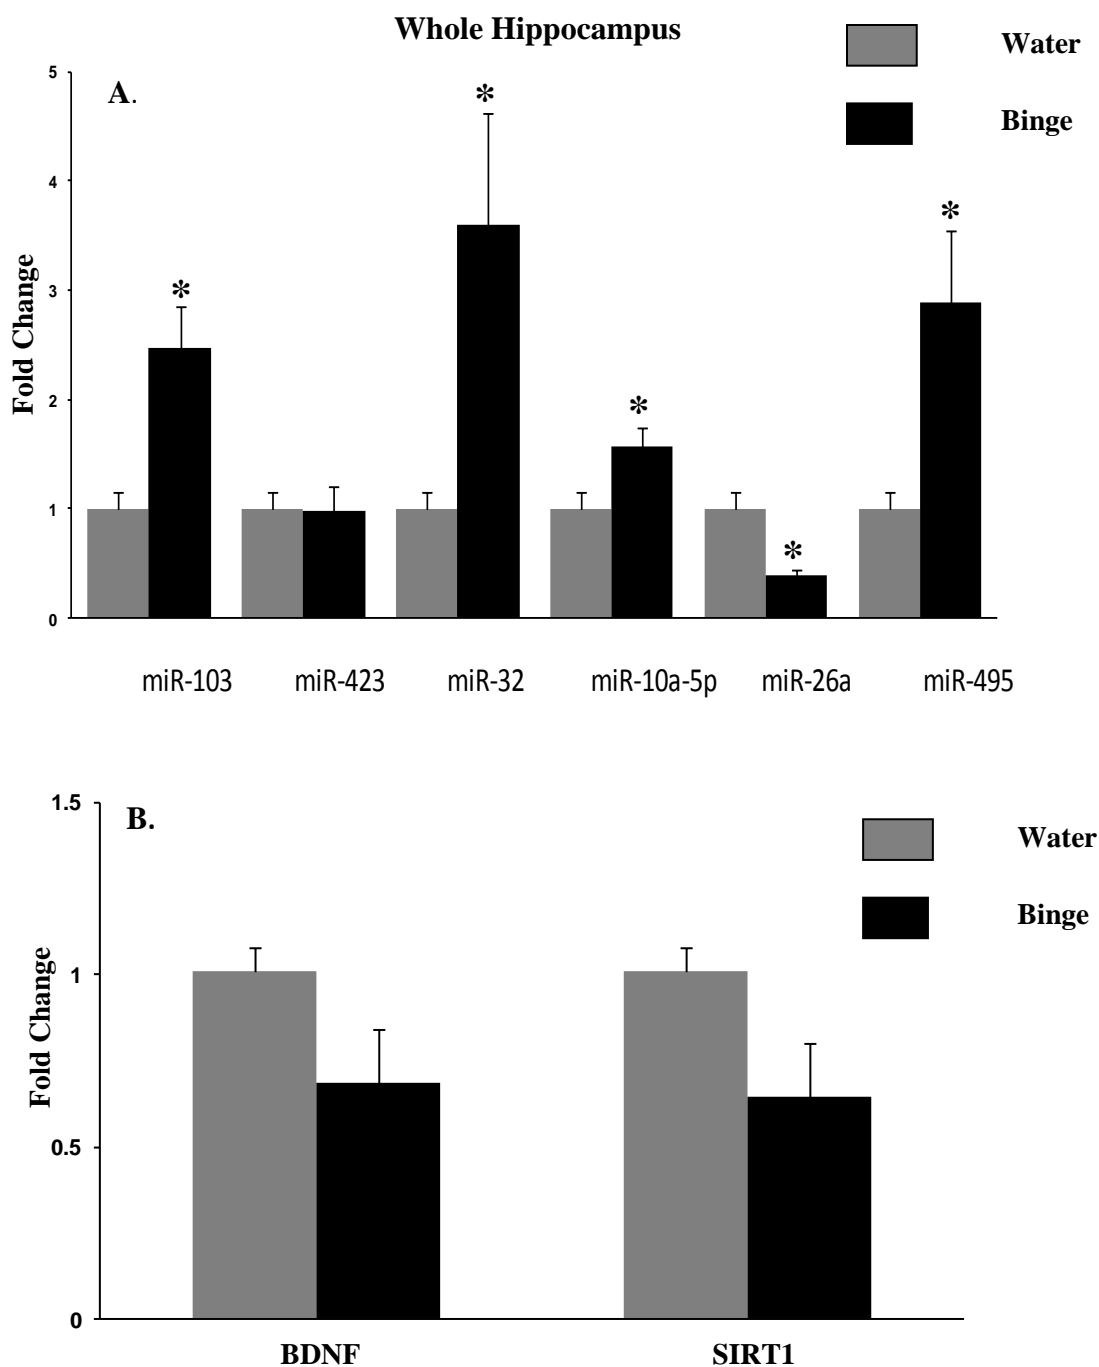 Whole Hippocampus
Water
Binge
A.
Fold Change
5
4
3
2
1
0
*
*
*
*
*
miR-103 miR-423 miR-32 miR-10a-5p miR-26a miR-495
B.
Water
Binge
Fold Change
1.5
1
0.5
0
BDNF SIRT1